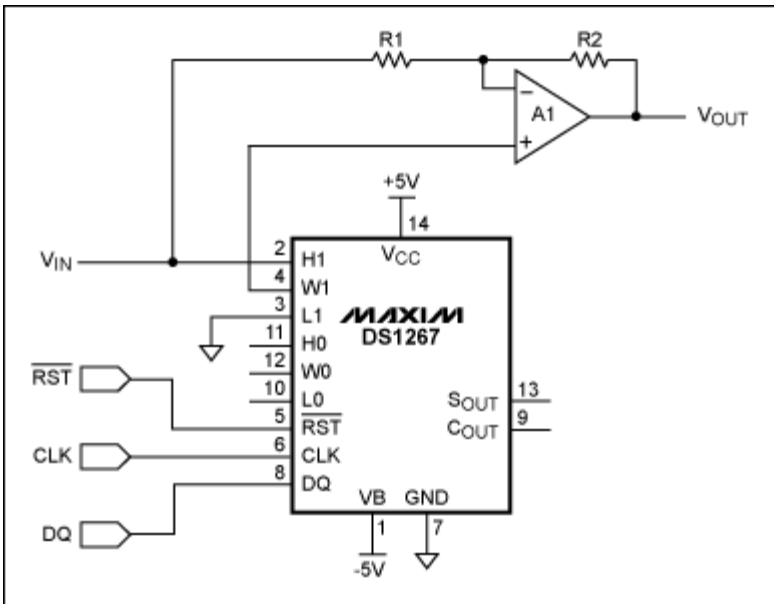 R1
R2
−
A1
+
VOUT
+5V
14
VCC
VIN
2
H1
4
W1
3
L1
MAXIM
DS1267
11
H0
12
W0
10
L0
RST
5
RST
CLK
6
CLK
DQ
8
DQ
SOUT
13
COUT
9
VB
GND
1
7
-5V